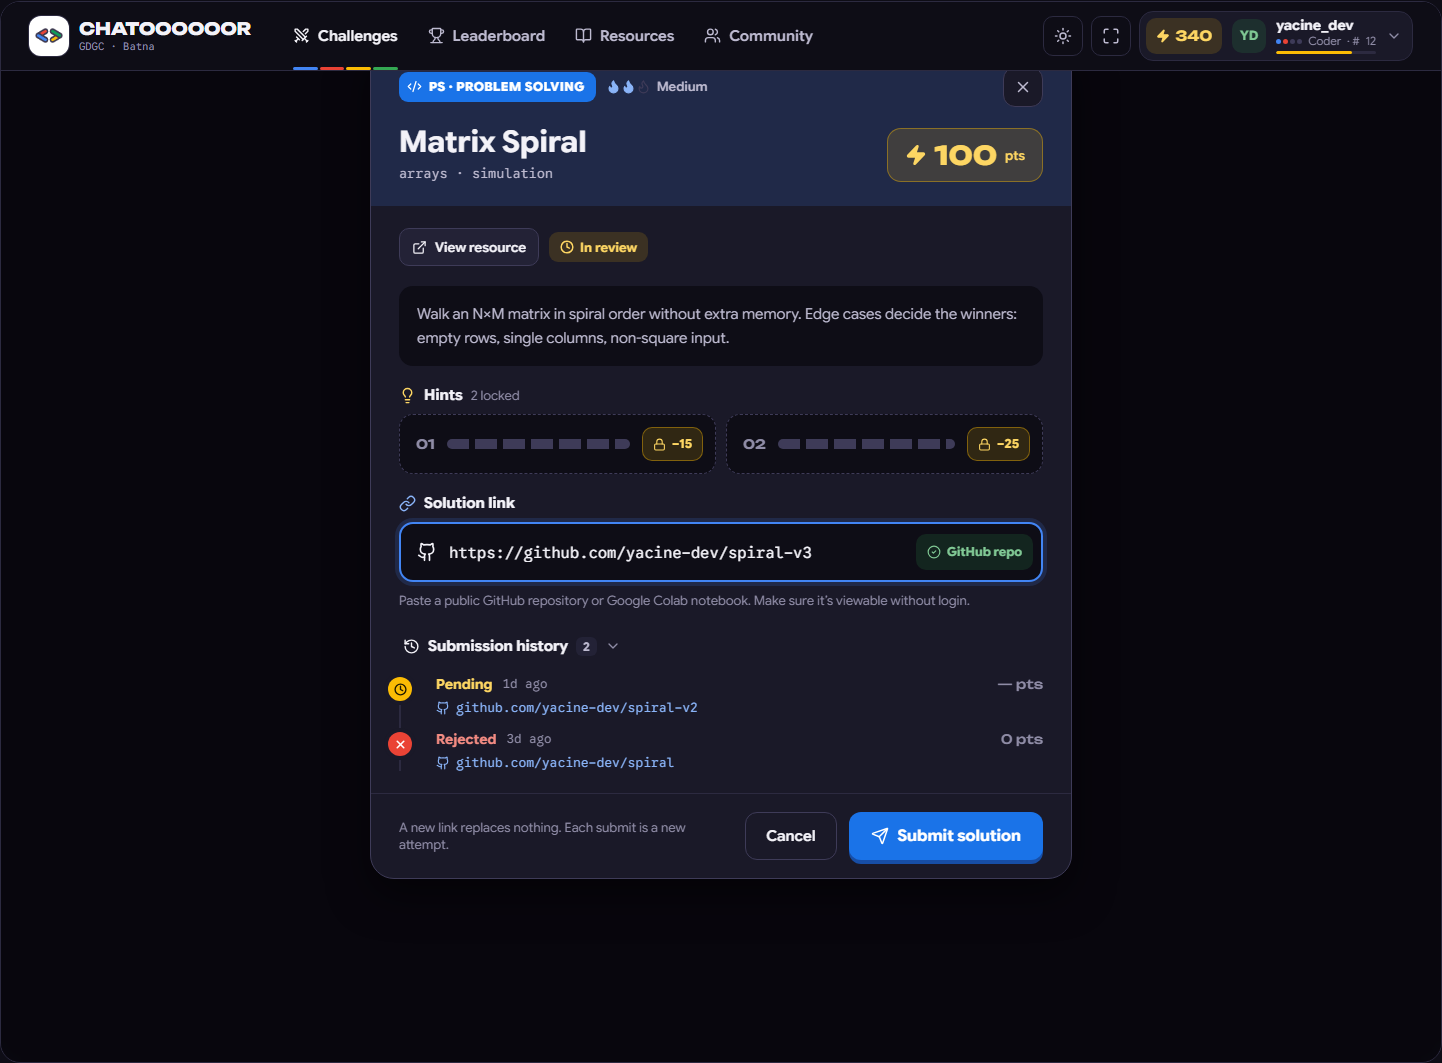 CHATOOOOOOR
GDGC · Batna
Challenges
Leaderboard
Resources
Community
340
YD
yacine_dev
Coder · # 12
PS · PROBLEM SOLVING
Medium
Matrix Spiral
arrays · simulation
100 pts
View resource
In review
Walk an N×M matrix in spiral order without extra memory. Edge cases decide the winners:
empty rows, single columns, non-square input.
Hints 2 locked
01
−15
02
−25
Solution link
https://github.com/yacine-dev/spiral-v3
GitHub repo
Paste a public GitHub repository or Google Colab notebook. Make sure it’s viewable without login.
Submission history 2
Pending 1d ago
— pts
github.com/yacine-dev/spiral-v2
Rejected 3d ago
0 pts
github.com/yacine-dev/spiral
A new link replaces nothing. Each submit is a new
attempt.
Cancel
Submit solution